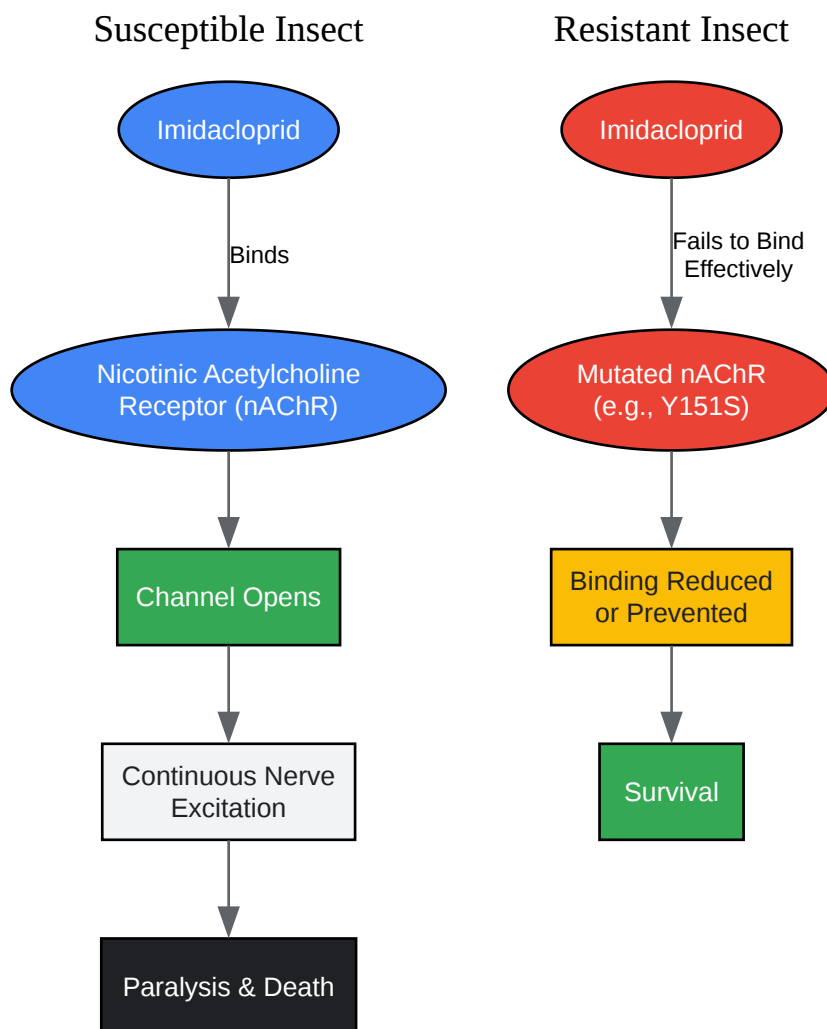 Susceptible Insect
Imidacloprid
Binds
Nicotinic Acetylcholine
Receptor (nAChR)
Channel Opens
Continuous Nerve
Excitation
Paralysis & Death
Resistant Insect
Imidacloprid
Fails to Bind
Effectively
Mutated nAChR
(e.g., Y151S)
Binding Reduced
or Prevented
Survival